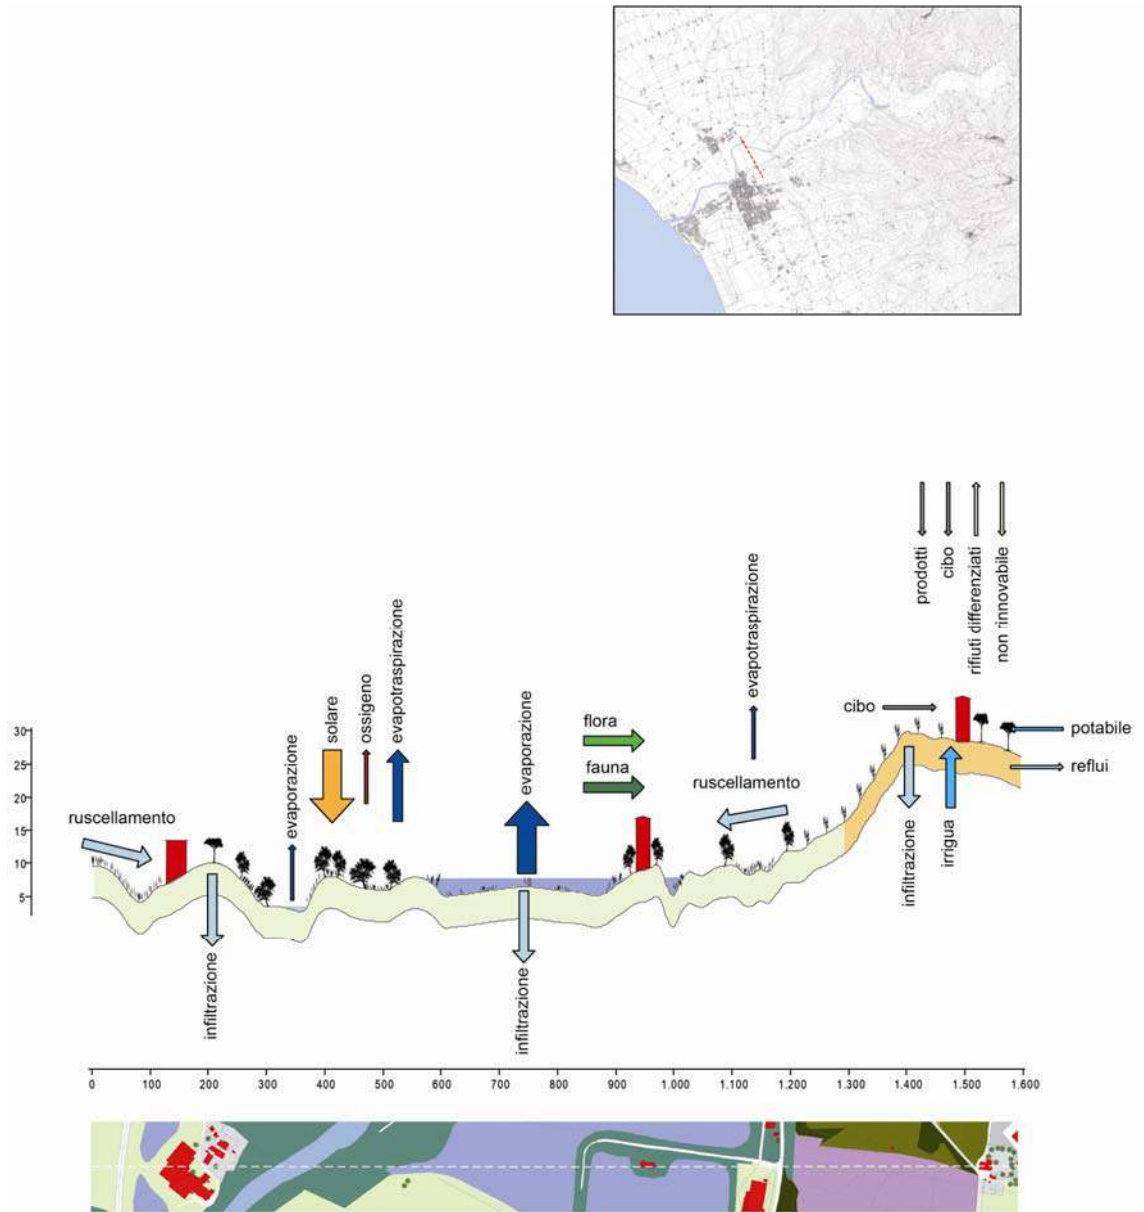 prodotti
cibo
rifiuti differenziati
non rinnovabile
evapotraspirazione
solare
ossigeno
evapotraspirazione
evaporazione
evaporazione
flora
fauna
cibo
potabile
reflui
ruscellamento
ruscellamento
infiltrazione
irrigua
infiltrazione
infiltrazione
30
25
20
15
10
5
0 100 200 300 400 500 600 700 800 900 1.000 1.100 1.200 1.300 1.400 1.500 1.600